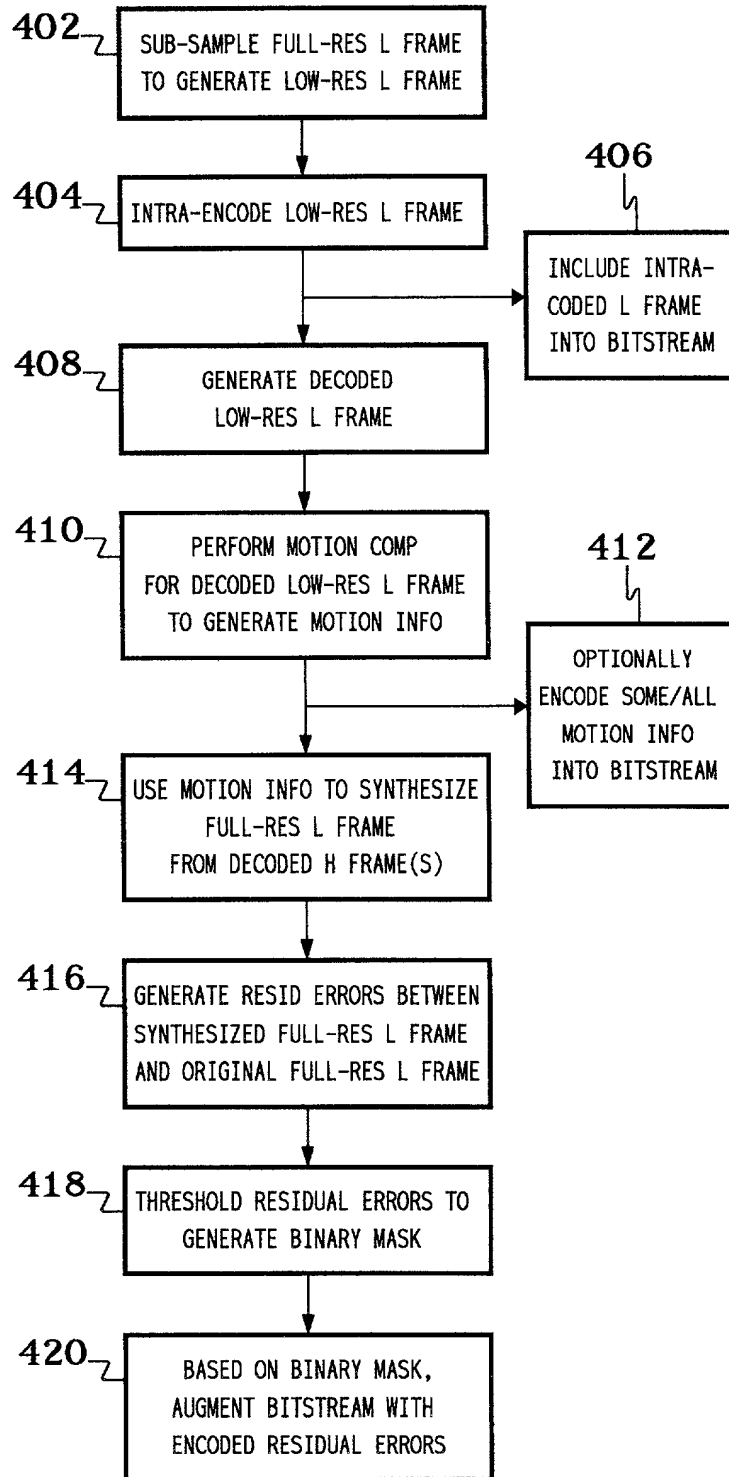 402
SUB-SAMPLE FULL-RES L FRAME
TO GENERATE LOW-RES L FRAME
404
INTRA-ENCODE LOW-RES L FRAME
406
INCLUDE INTRA-
CODED L FRAME
INTO BITSTREAM
408
GENERATE DECODED
LOW-RES L FRAME
410
PERFORM MOTION COMP
FOR DECODED LOW-RES L FRAME
TO GENERATE MOTION INFO
412
OPTIONALLY
ENCODE SOME/ALL
MOTION INFO
INTO BITSTREAM
414
USE MOTION INFO TO SYNTHESIZE
FULL-RES L FRAME
FROM DECODED H FRAME(S)
416
GENERATE RESID ERRORS BETWEEN
SYNTHESIZED FULL-RES L FRAME
AND ORIGINAL FULL-RES L FRAME
418
THRESHOLD RESIDUAL ERRORS TO
GENERATE BINARY MASK
420
BASED ON BINARY MASK,
AUGMENT BITSTREAM WITH
ENCODED RESIDUAL ERRORS